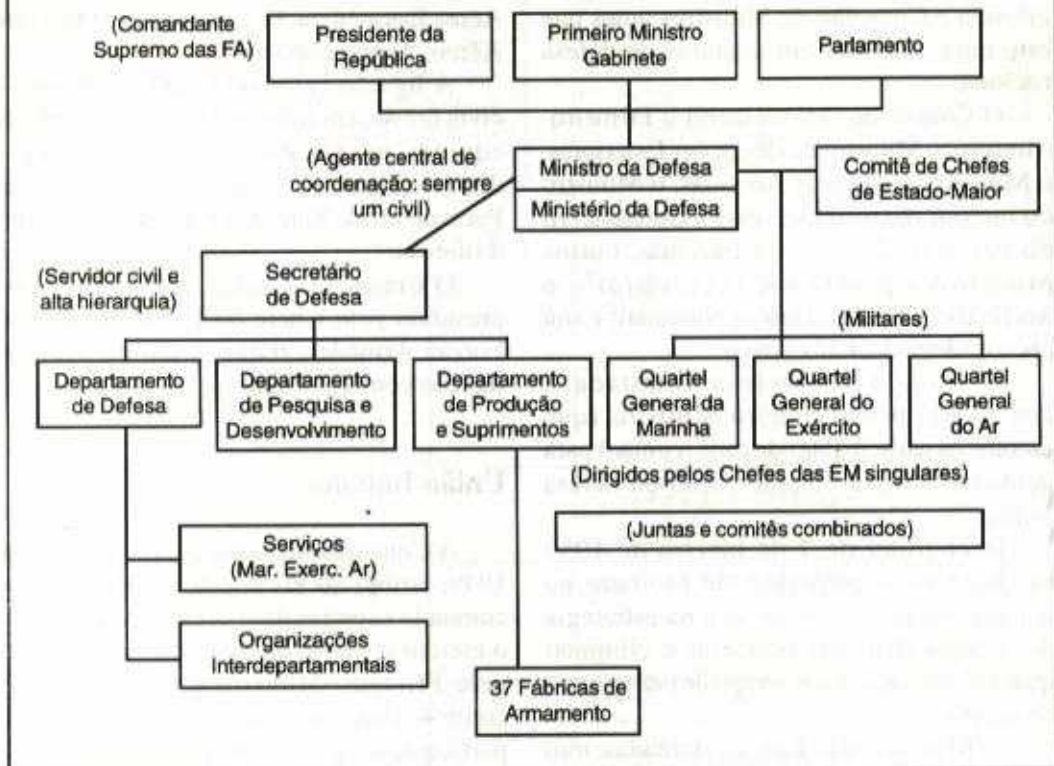 (Comandante
Supremo das FA)
Presidente da
República
Primeiro Ministro
Gabinete
Parlamento
(Agente central de
coordenação: sempre
um civil)
Ministro da Defesa
Ministério da Defesa
Comitê de Chefes
de Estado-Maior
(Servidor civil e
alta hierarquia)
Secretário
de Defesa
(Militares)
Departamento
de Defesa
Departamento
de Pesquisa e
Desenvolvimento
Departamento
de Produção
e Suprimentos
Quartel
General da
Marinha
Quartel
General do
Exército
Quartel
General
do Ar
(Dirigidos pelos Chefes das EM singulares)
(Juntas e comitês combinados)
Serviços
(Mar. Exerc. Ar)
Organizações
Interdepartamentais
37 Fábricas de
Armamento